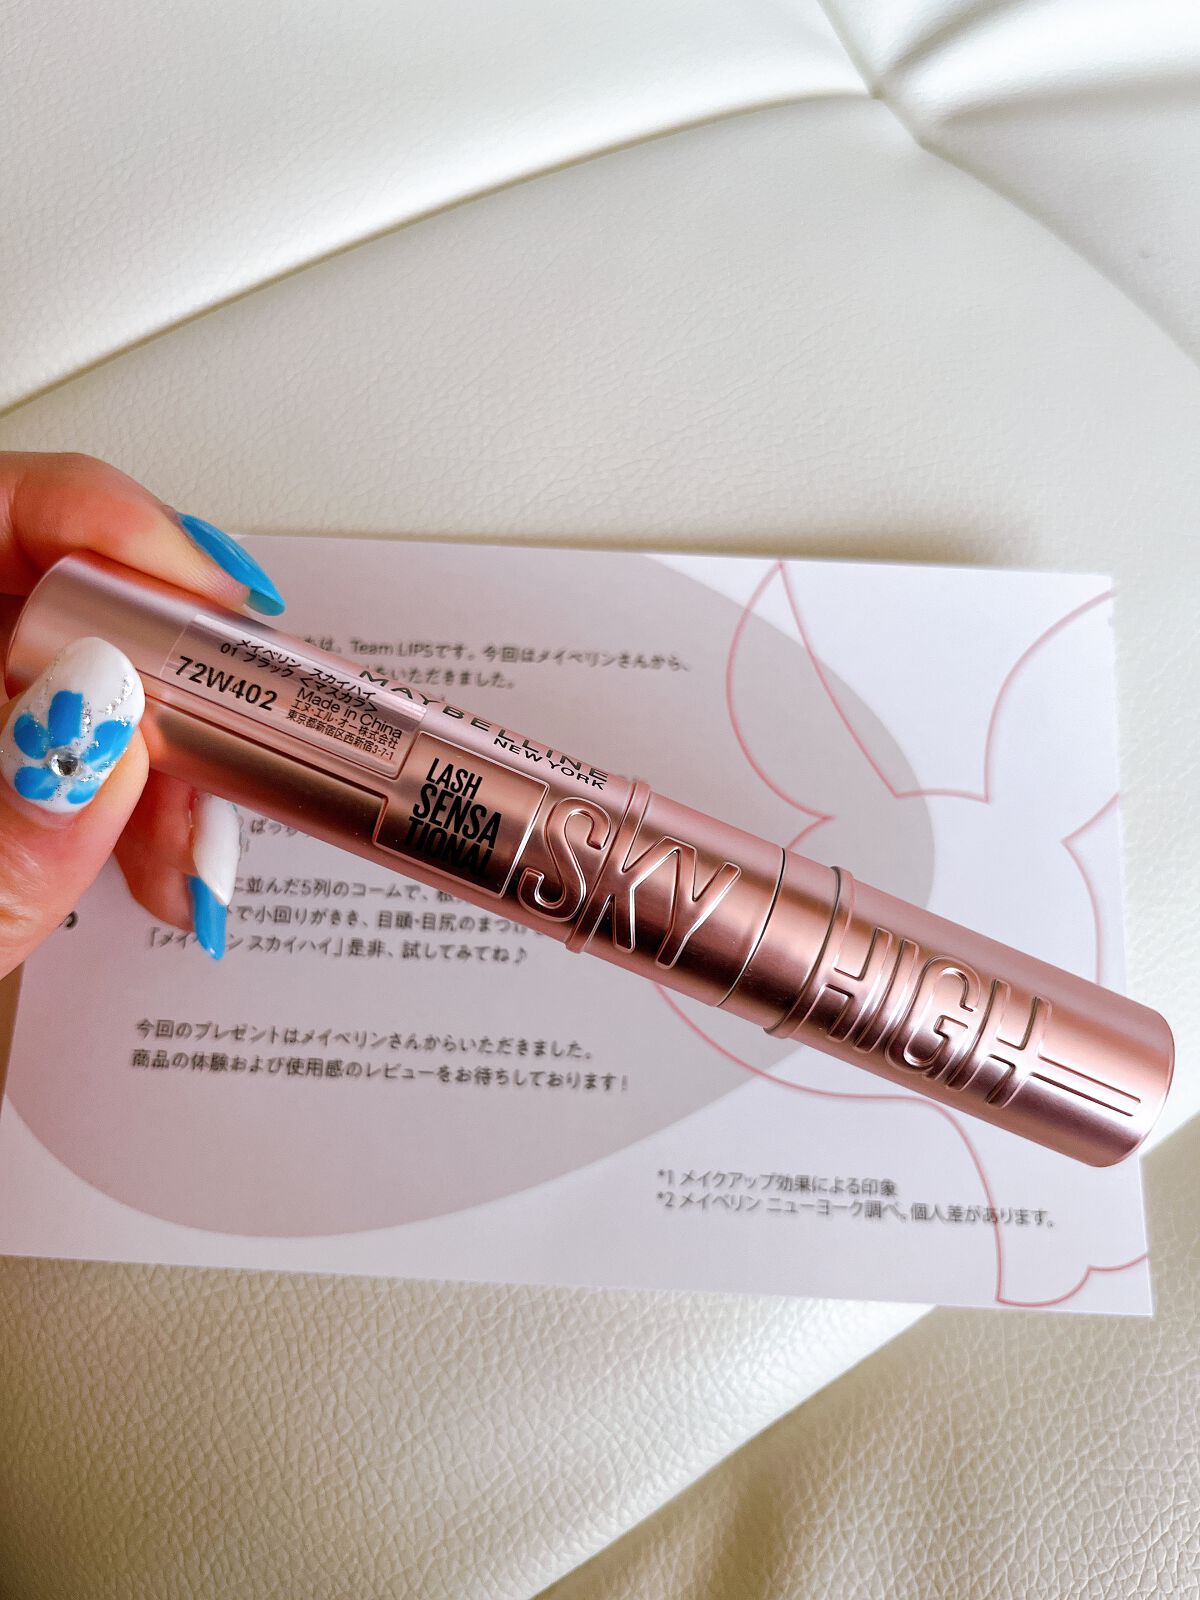 は、Team LIPSです。今回はメイベリンさんから、
いただきました。
メイベリン スカイハイ
01 ブラック <マスカラ>
72W402
Made in China
エヌ・エル・オー株式会社
東京都新宿区西新宿3-7-1
MAYBELLINE
NEW YORK
LASH
SENSA
TIONAL
SKY
HIGH
に並んだ5列のコームで、
で小回りがきき、目頭・目尻のまつ
「メイベリン スカイハイ」是非、試してみてね♪
今回のプレゼントはメイベリンさんからいただきました。
商品の体験および使用感のレビューをお待ちしております！
*1 メイクアップ効果による印象
*2 メイベリン ニューヨーク調べ。個人差があります。